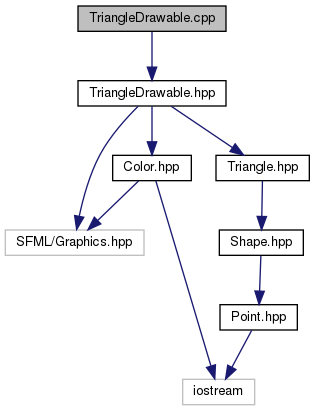 TriangleDrawable.cpp
TriangleDrawable.hpp
Color.hpp
Triangle.hpp
SFML/Graphics.hpp
Shape.hpp
Point.hpp
iostream